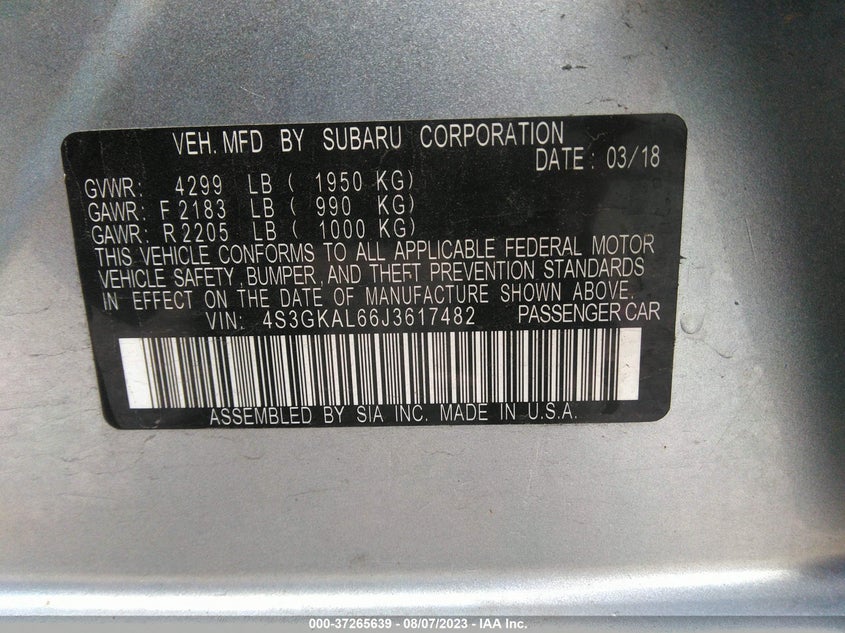 VEH. MFD BY SUBARU CORPORATION
DATE: 03/18
GVWR: 4299 LB ( 1950 KG)
GAWR: F 2183 LB ( 990 KG)
GAWR: R 2205 LB ( 1000 KG)
THIS VEHICLE CONFORMS TO ALL APPLICABLE FEDERAL MOTOR
VEHICLE SAFETY, BUMPER, AND THEFT PREVENTION STANDARDS
IN EFFECT ON THE DATE OF MANUFACTURE SHOWN ABOVE.
VIN: 4S3GKAL66J3617482 PASSENGER CAR
ASSEMBLED BY SIA INC. MADE IN U.S.A.
000-37265639 - 08/07/2023 - IAA Inc.